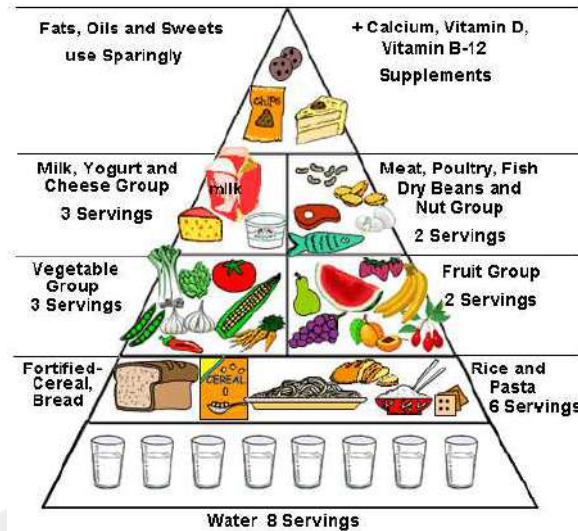 Fats, Oils and Sweets
use Sparingly
+ Calcium, Vitamin D,
Vitamin B-12
Supplements
chips
Milk, Yogurt and
Cheese Group
3 Servings
milk
Meat, Poultry, Fish
Dry Beans and
Nut Group
2 Servings
Vegetable
Group
3 Servings
Fruit Group
2 Servings
Fortified-
Cereal,
Bread
CEREAL
Rice and
Pasta
6 Servings
Water 8 Servings